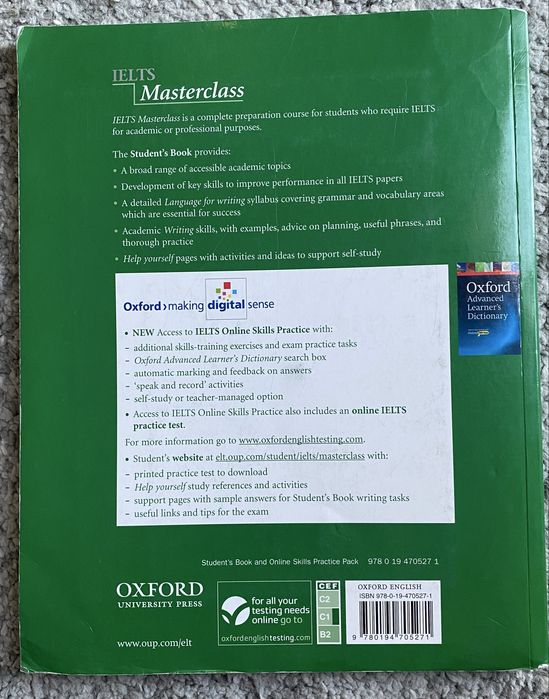 IELTS
Masterclass
IELTS Masterclass is a complete preparation course for students who require IELTS
for academic or professional purposes.
The Student's Book provides:
• A broad range of accessible academic topics
• Development of key skills to improve performance in all IELTS papers
• A detailed Language for writing syllabus covering grammar and vocabulary areas
which are essential for success
• Academic Writing skills, with examples, advice on planning, useful phrases, and
thorough practice
• Help yourself pages with activities and ideas to support self-study
Oxford › making digital sense
• NEW Access to IELTS Online Skills Practice with:
– additional skills-training exercises and exam practice tasks
– Oxford Advanced Learner's Dictionary search box
– automatic marking and feedback on answers
– 'speak and record' activities
– self-study or teacher-managed option
• Access to IELTS Online Skills Practice also includes an online IELTS
practice test.
For more information go to www.oxfordenglishtesting.com.
• Student's website at elt.oup.com/student/ielts/masterclass with:
– printed practice test to download
– Help yourself study references and activities
– support pages with sample answers for Student's Book writing tasks
– useful links and tips for the exam
Oxford
Advanced
Learner's
Dictionary
Student's Book and Online Skills Practice Pack 978 0 19 470527 1
OXFORD
UNIVERSITY PRESS
www.oup.com/elt
for all your
testing needs
online go to
oxfordenglishtesting.com
CEF
C2
C1
B2
OXFORD ENGLISH
ISBN 978-0-19-470527-1
9 780194 705271